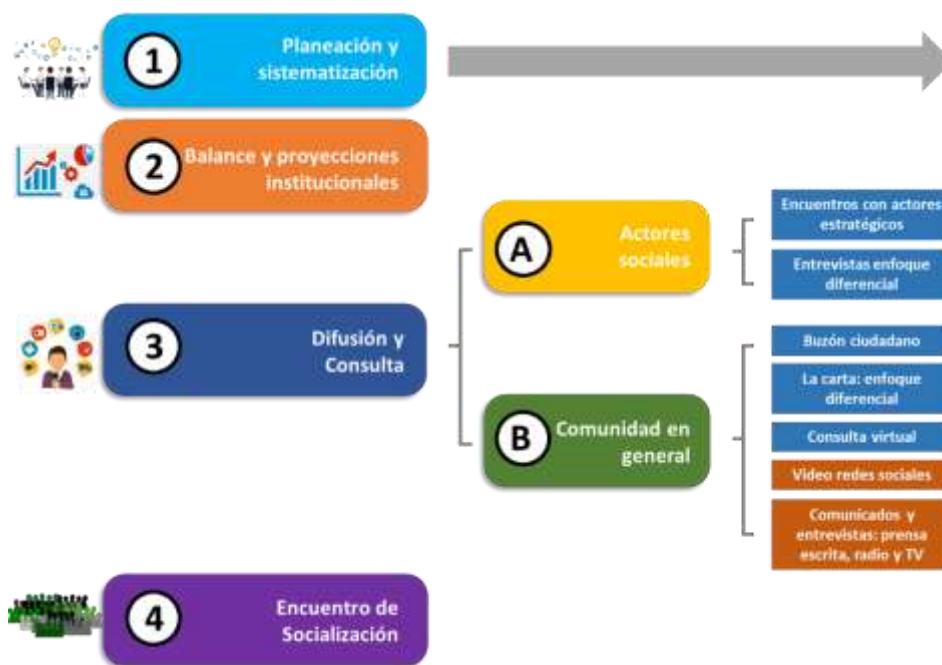 1
Planeación y
sistematización
2
Balance y proyecciones
institucionales
3
Difusión y
Consulta
A
Actores
sociales
Encuentros con actores
estratégicos
Entrevistas enfoque
diferencial
B
Comunidad en
general
Buzón ciudadano
La carta: enfoque
diferencial
Consulta virtual
Video redes sociales
Comunicados y
entrevistas: prensa
escrita, radio y TV
4
Encuentro de
Socialización